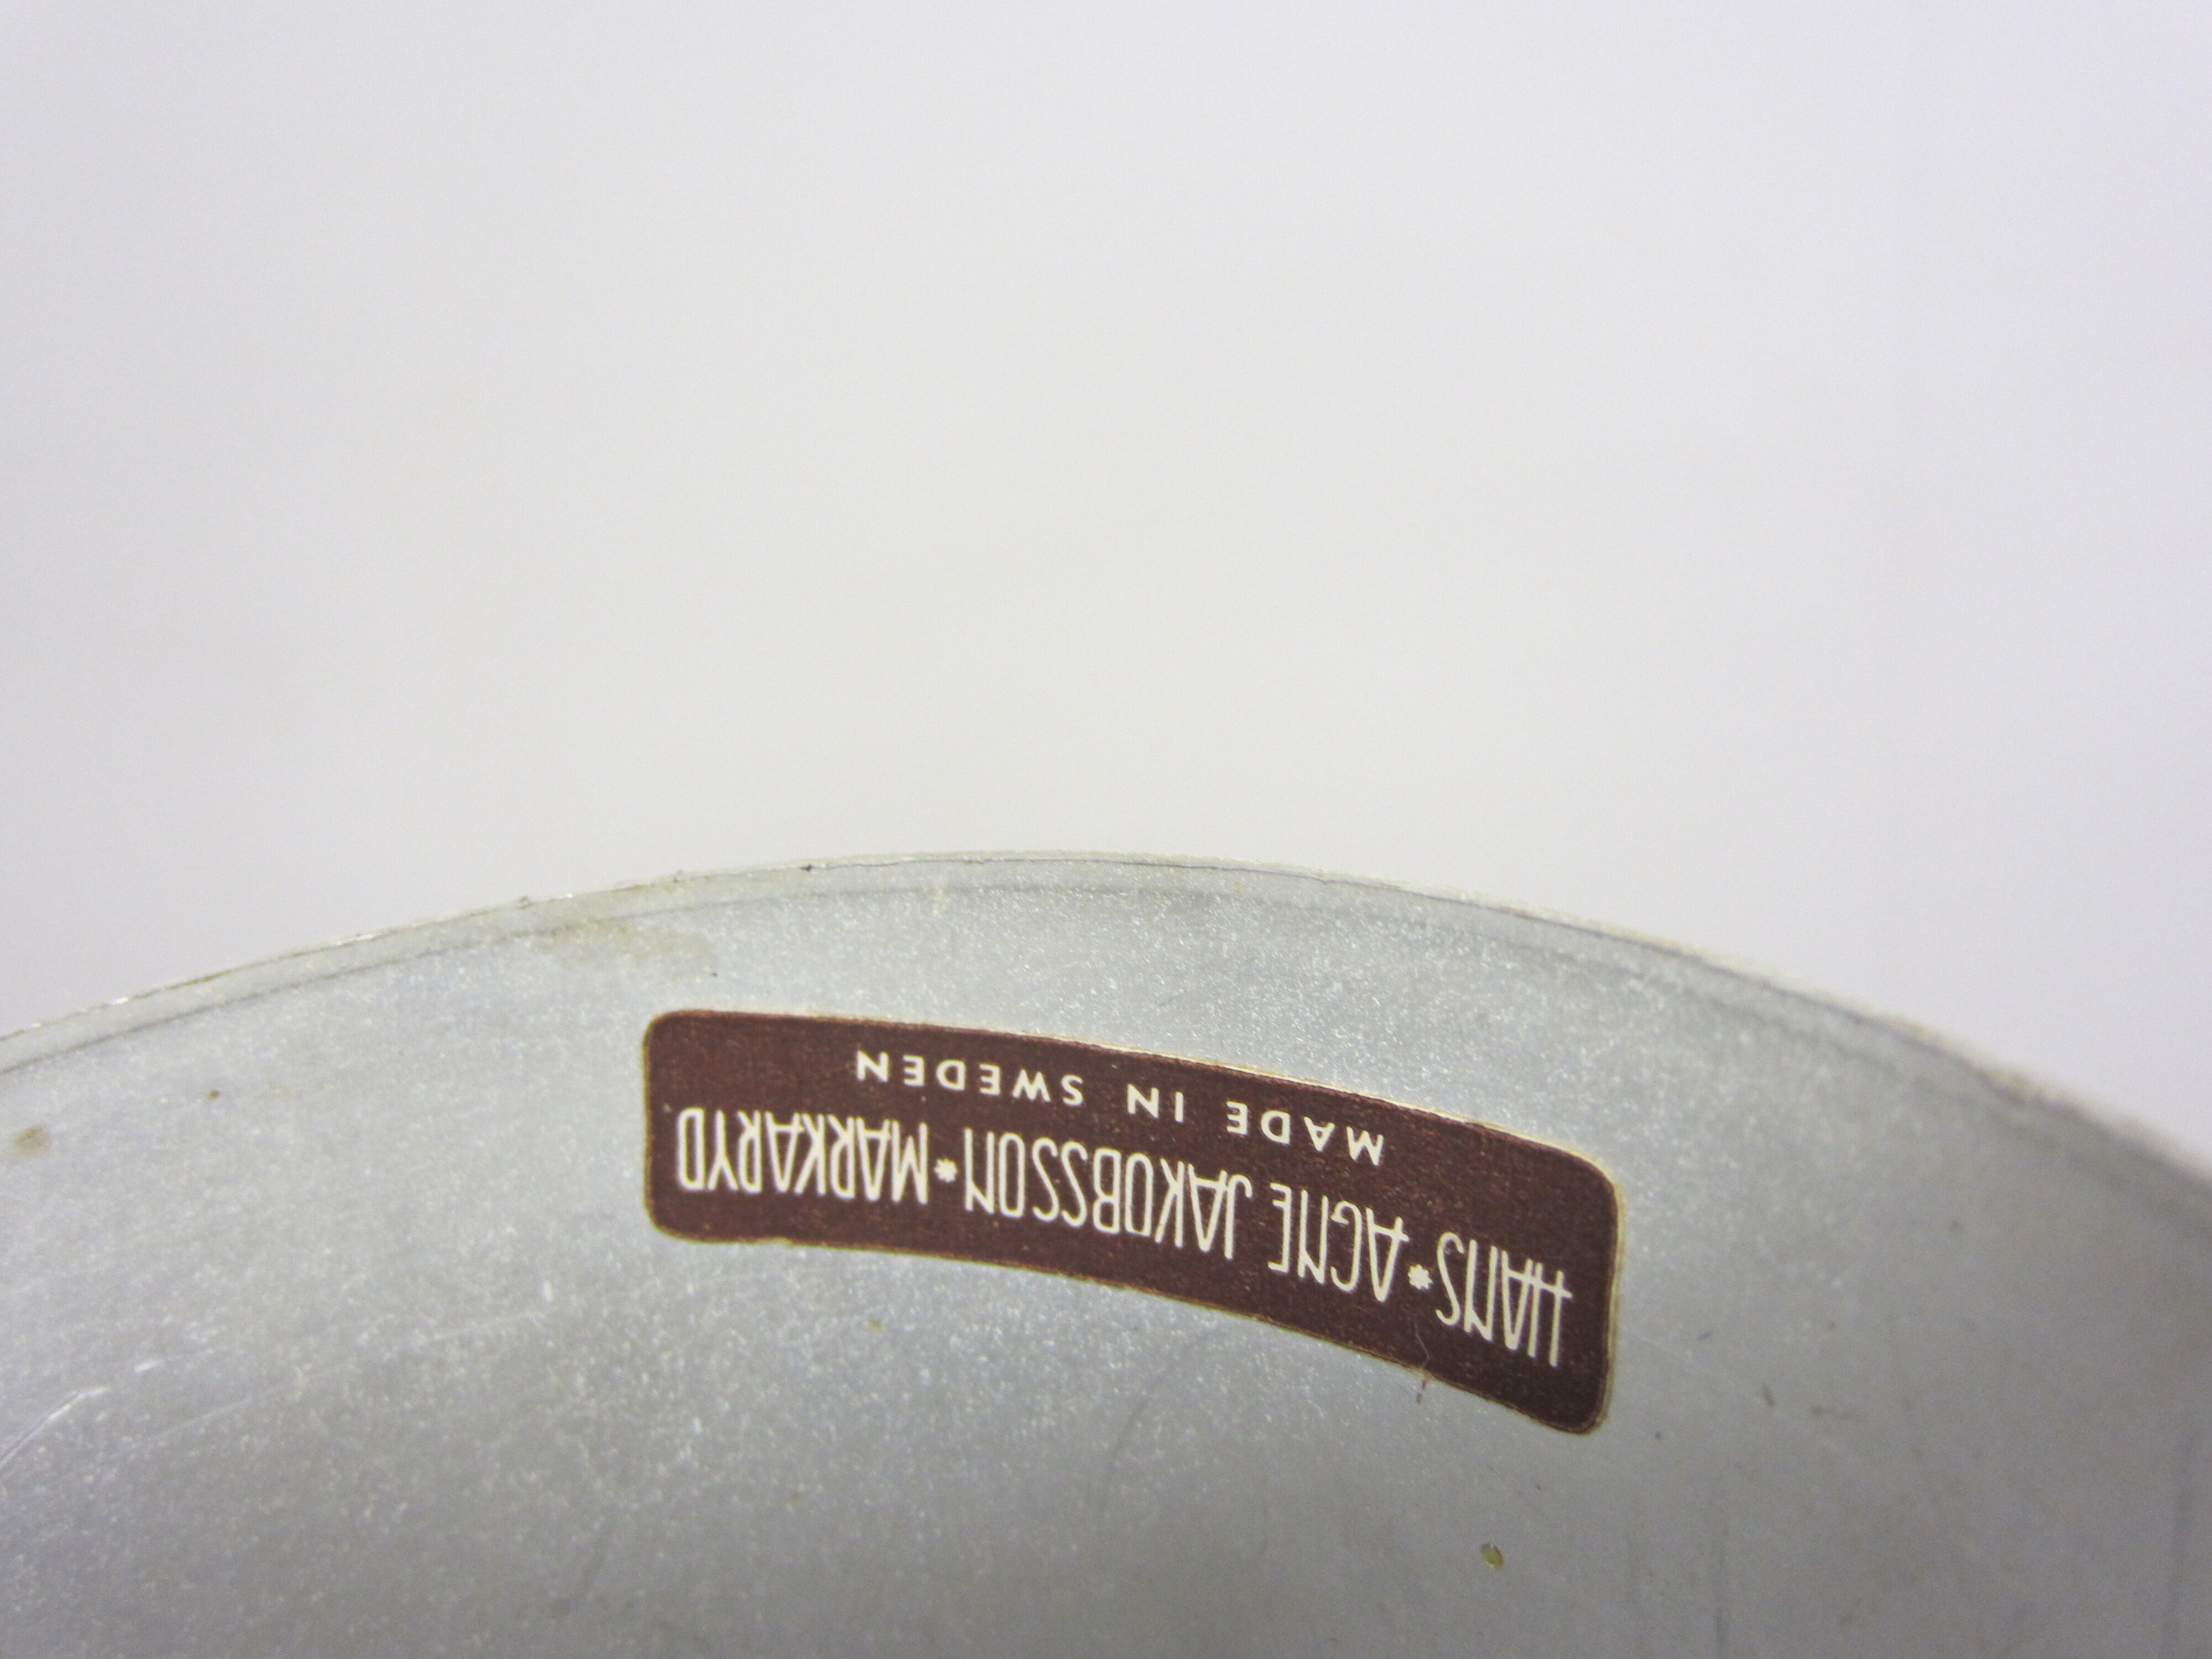 HANS * AGNE JAKOBSSON * MARKARYD
MADE IN SWEDEN